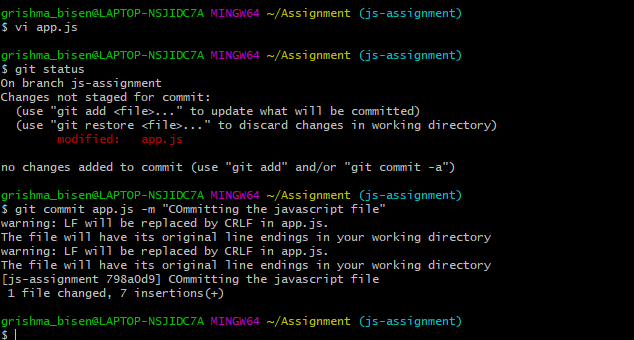 grishma_bisen@LAPTOP-NSJIDC7A MINGW64 ~/Assignment (js-assignment)
$ vi app.js
grishma_bisen@LAPTOP-NSJIDC7A MINGW64 ~/Assignment (js-assignment)
$ git status
On branch js-assignment
Changes not staged for commit:
  (use "git add <file>..." to update what will be committed)
  (use "git restore <file>..." to discard changes in working directory)
        modified:   app.js
no changes added to commit (use "git add" and/or "git commit -a")
grishma_bisen@LAPTOP-NSJIDC7A MINGW64 ~/Assignment (js-assignment)
$ git commit app.js -m "COmmitting the javascript file"
warning: LF will be replaced by CRLF in app.js.
The file will have its original line endings in your working directory
warning: LF will be replaced by CRLF in app.js.
The file will have its original line endings in your working directory
[js-assignment 798a0d9] COmmitting the javascript file
 1 file changed, 7 insertions(+)
grishma_bisen@LAPTOP-NSJIDC7A MINGW64 ~/Assignment (js-assignment)
$